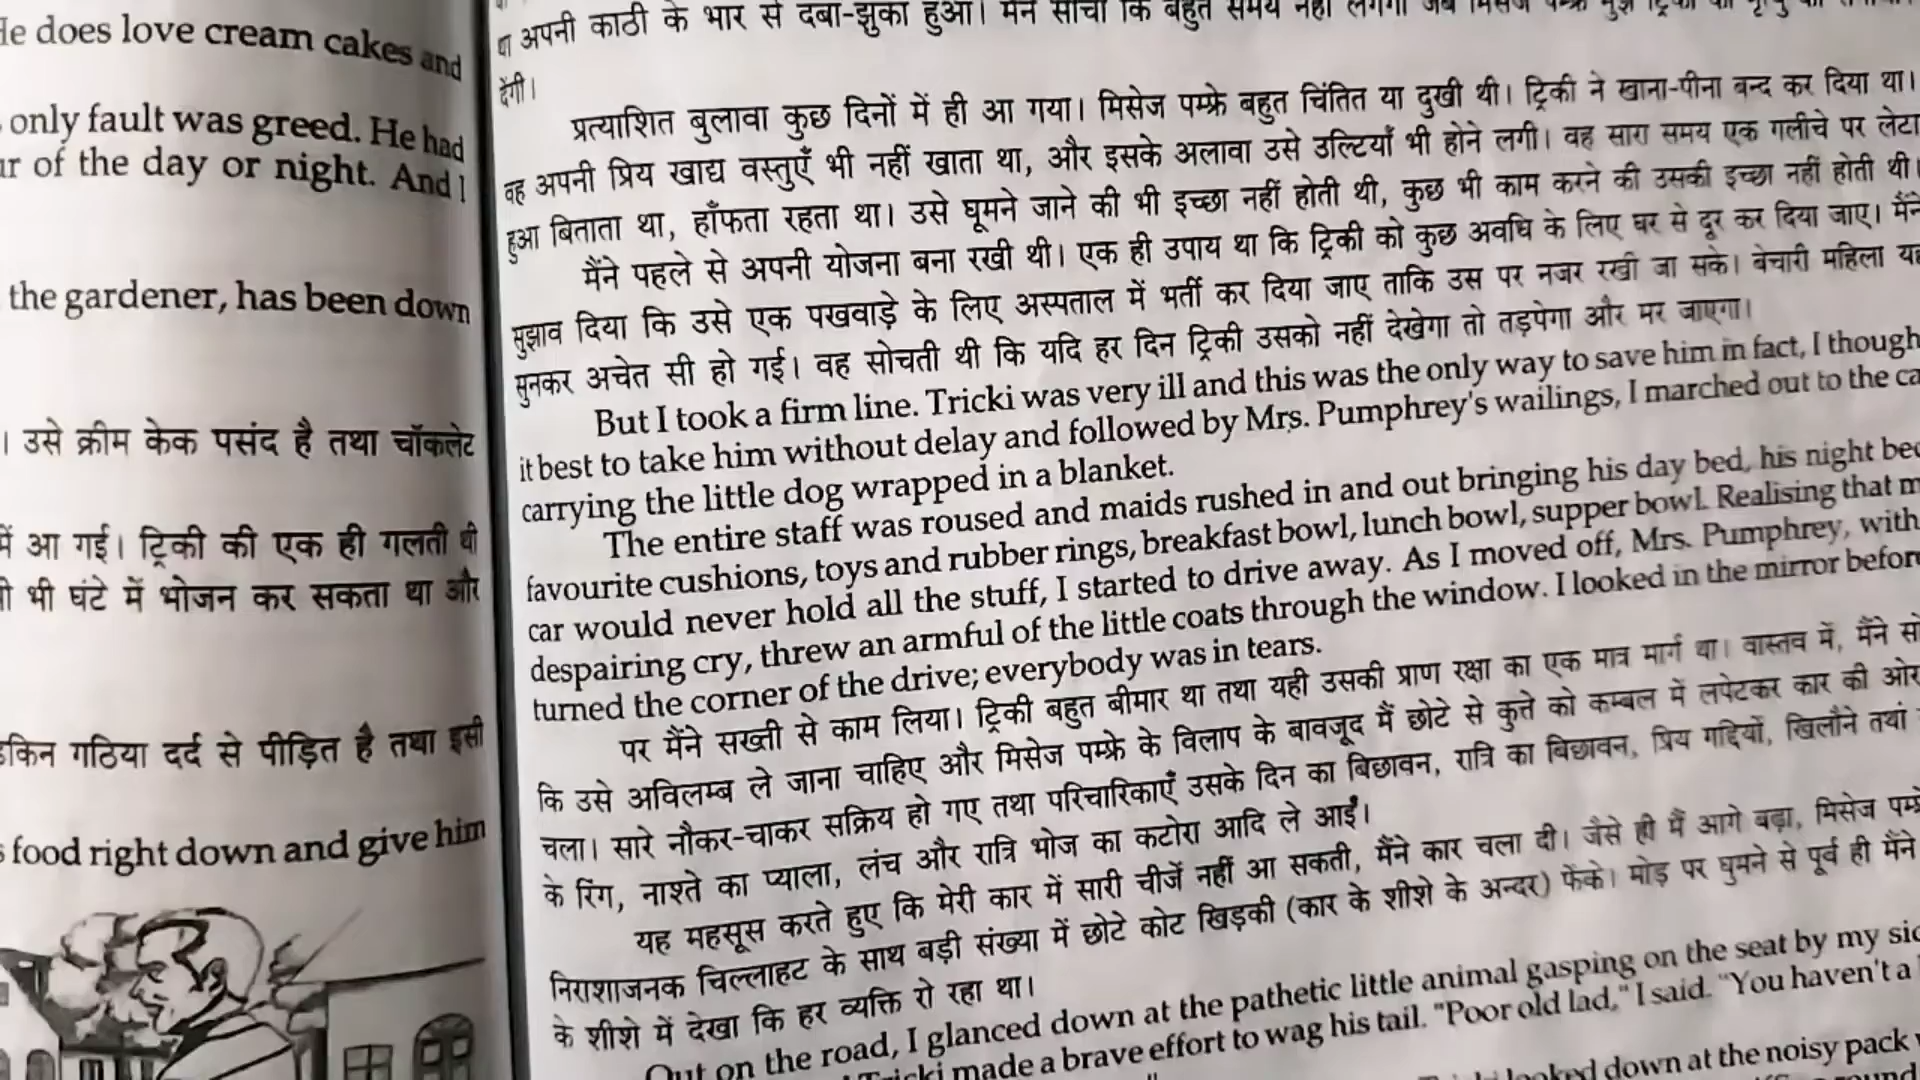 He does love cream cakes and
only fault was greed. He had
ur of the day or night. And I
the gardener, has been down
। उसे क्रीम केक पसंद है तथा चॉकलेट
में आ गई। ट्रिकी की एक ही गलती थी
भी घंटे में भोजन कर सकता था और
गठिया दर्द से पीड़ित है तथा इसी
food right down and give him
था अपनी काठी के भार से दबा-झुका हुआ। मैंने सोचा कि बहुत समय नहीं लगेगा जब मिसेज पम्फ्रे मुझे ट्रिकी की मृत्यु
देंगी।
प्रत्याशित बुलावा कुछ दिनों में ही आ गया। मिसेज पम्फ्रे बहुत चिंतित या दुखी थी। ट्रिकी ने खाना-पीना बन्द कर दिया था।
वह अपनी प्रिय खाद्य वस्तुएँ भी नहीं खाता था, और इसके अलावा उसे उल्टियाँ भी होने लगी। वह सारा समय एक गलीचे पर लेटा
हुआ बिताता था, हाँफता रहता था। उसे घूमने जाने की भी इच्छा नहीं होती थी, कुछ भी काम करने की उसकी इच्छा नहीं होती थी।
मैंने पहले से अपनी योजना बना रखी थी। एक ही उपाय था कि ट्रिकी को कुछ अवधि के लिए घर से दूर कर दिया जाए। मैंने
सुझाव दिया कि उसे एक पखवाड़े के लिए अस्पताल में भर्ती कर दिया जाए ताकि उस पर नजर रखी जा सके। बेचारी महिला यह
सुनकर अचेत सी हो गई। वह सोचती थी कि यदि हर दिन ट्रिकी उसको नहीं देखेगा तो तड़पेगा और मर जाएगा।
But I took a firm line. Tricki was very ill and this was the only way to save him in fact, I though
it best to take him without delay and followed by Mrs. Pumphrey's wailings, I marched out to the ca
carrying the little dog wrapped in a blanket.
The entire staff was roused and maids rushed in and out bringing his day bed, his night bed
favourite cushions, toys and rubber rings, breakfast bowl, lunch bowl, supper bowl. Realising that m
car would never hold all the stuff, I started to drive away. As I moved off, Mrs. Pumphrey, with
despairing cry, threw an armful of the little coats through the window. I looked in the mirror before
turned the corner of the drive; everybody was in tears.
पर मैंने सख्ती से काम लिया। ट्रिकी बहुत बीमार था तथा यही उसकी प्राण रक्षा का एक मात्र मार्ग था। वास्तव में, मैंने सो
कि उसे अविलम्ब ले जाना चाहिए और मिसेज पम्फ्रे के विलाप के बावजूद मैं छोटे से कुत्ते को कम्बल में लपेटकर कार की ओर
चला। सारे नौकर-चाकर सक्रिय हो गए तथा परिचारिकाएँ उसके दिन का बिछावन, रात्रि का बिछावन, प्रिय गद्दियों, खिलौने तथा
के रिंग, नाश्ते का प्याला, लंच और रात्रि भोज का कटोरा आदि ले आई।
यह महसूस करते हुए कि मेरी कार में सारी चीजें नहीं आ सकती, मैंने कार चला दी। जैसे ही मैं आगे बढ़ा, मिसेज पम्फ्रे
निराशाजनक चिल्लाहट के साथ बड़ी संख्या में छोटे कोट खिड़की (कार के शीशे के अन्दर) फेंके। मोड़ पर घुमने से पूर्व ही मैंने
के शीशे में देखा कि हर व्यक्ति रो रहा था।
Out on the road, I glanced down at the pathetic little animal gasping on the seat by my sid
Tricki made a brave effort to wag his tail. "Poor old lad," I said. "You haven't a
looked down at the noisy pack